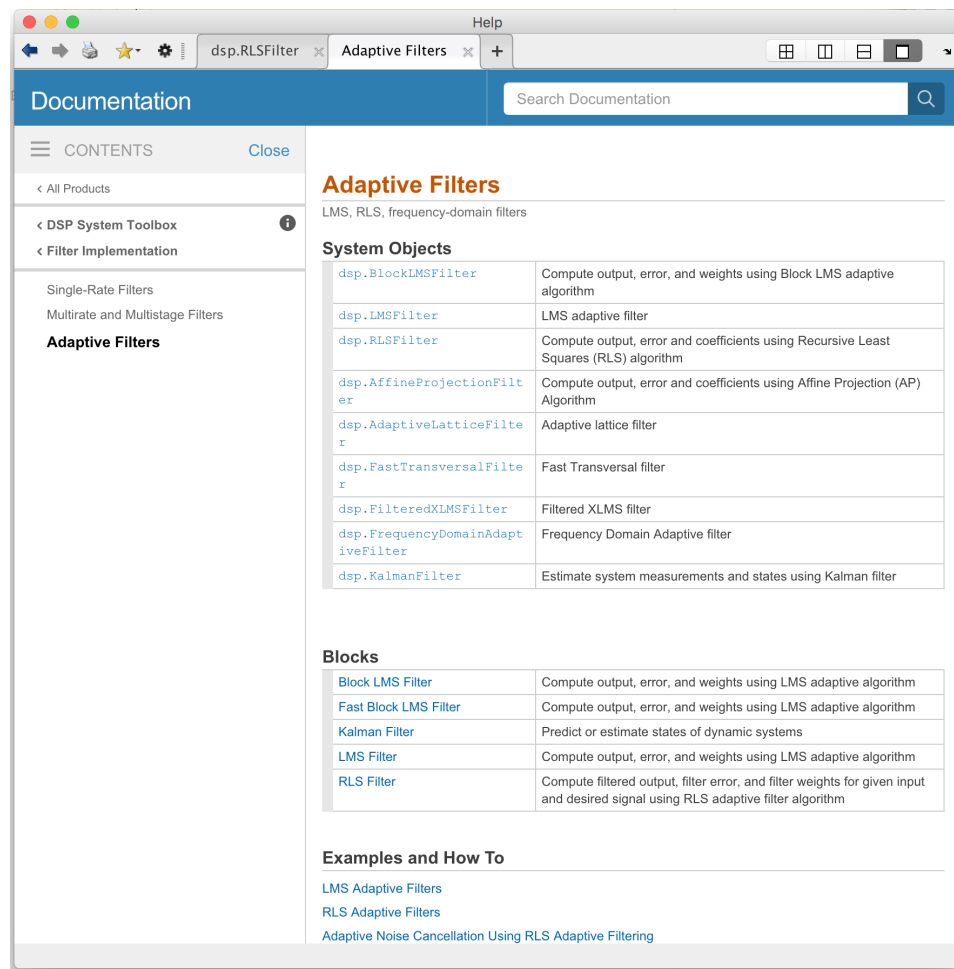 Help
dsp.RLSFilter
Adaptive Filters
Documentation
Search Documentation
CONTENTS
Close
< All Products
< DSP System Toolbox
< Filter Implementation
Single-Rate Filters
Multirate and Multistage Filters
Adaptive Filters
Adaptive Filters
LMS, RLS, frequency-domain filters
System Objects
dsp.BlockLMSFilter
Compute output, error, and weights using Block LMS adaptive
algorithm
dsp.LMSFilter
LMS adaptive filter
dsp.RLSFilter
Compute output, error and coefficients using Recursive Least
Squares (RLS) algorithm
dsp.AffineProjectionFilt
er
Compute output, error and coefficients using Affine Projection (AP)
Algorithm
dsp.AdaptiveLatticeFilte
r
Adaptive lattice filter
dsp.FastTransversalFilte
r
Fast Transversal filter
dsp.FilteredXLMSFilter
Filtered XLMS filter
dsp.FrequencyDomainAdapt
iveFilter
Frequency Domain Adaptive filter
dsp.KalmanFilter
Estimate system measurements and states using Kalman filter
Blocks
Block LMS Filter
Compute output, error, and weights using LMS adaptive algorithm
Fast Block LMS Filter
Compute output, error, and weights using LMS adaptive algorithm
Kalman Filter
Predict or estimate states of dynamic systems
LMS Filter
Compute output, error, and weights using LMS adaptive algorithm
RLS Filter
Compute filtered output, filter error, and filter weights for given input
and desired signal using RLS adaptive filter algorithm
Examples and How To
LMS Adaptive Filters
RLS Adaptive Filters
Adaptive Noise Cancellation Using RLS Adaptive Filtering